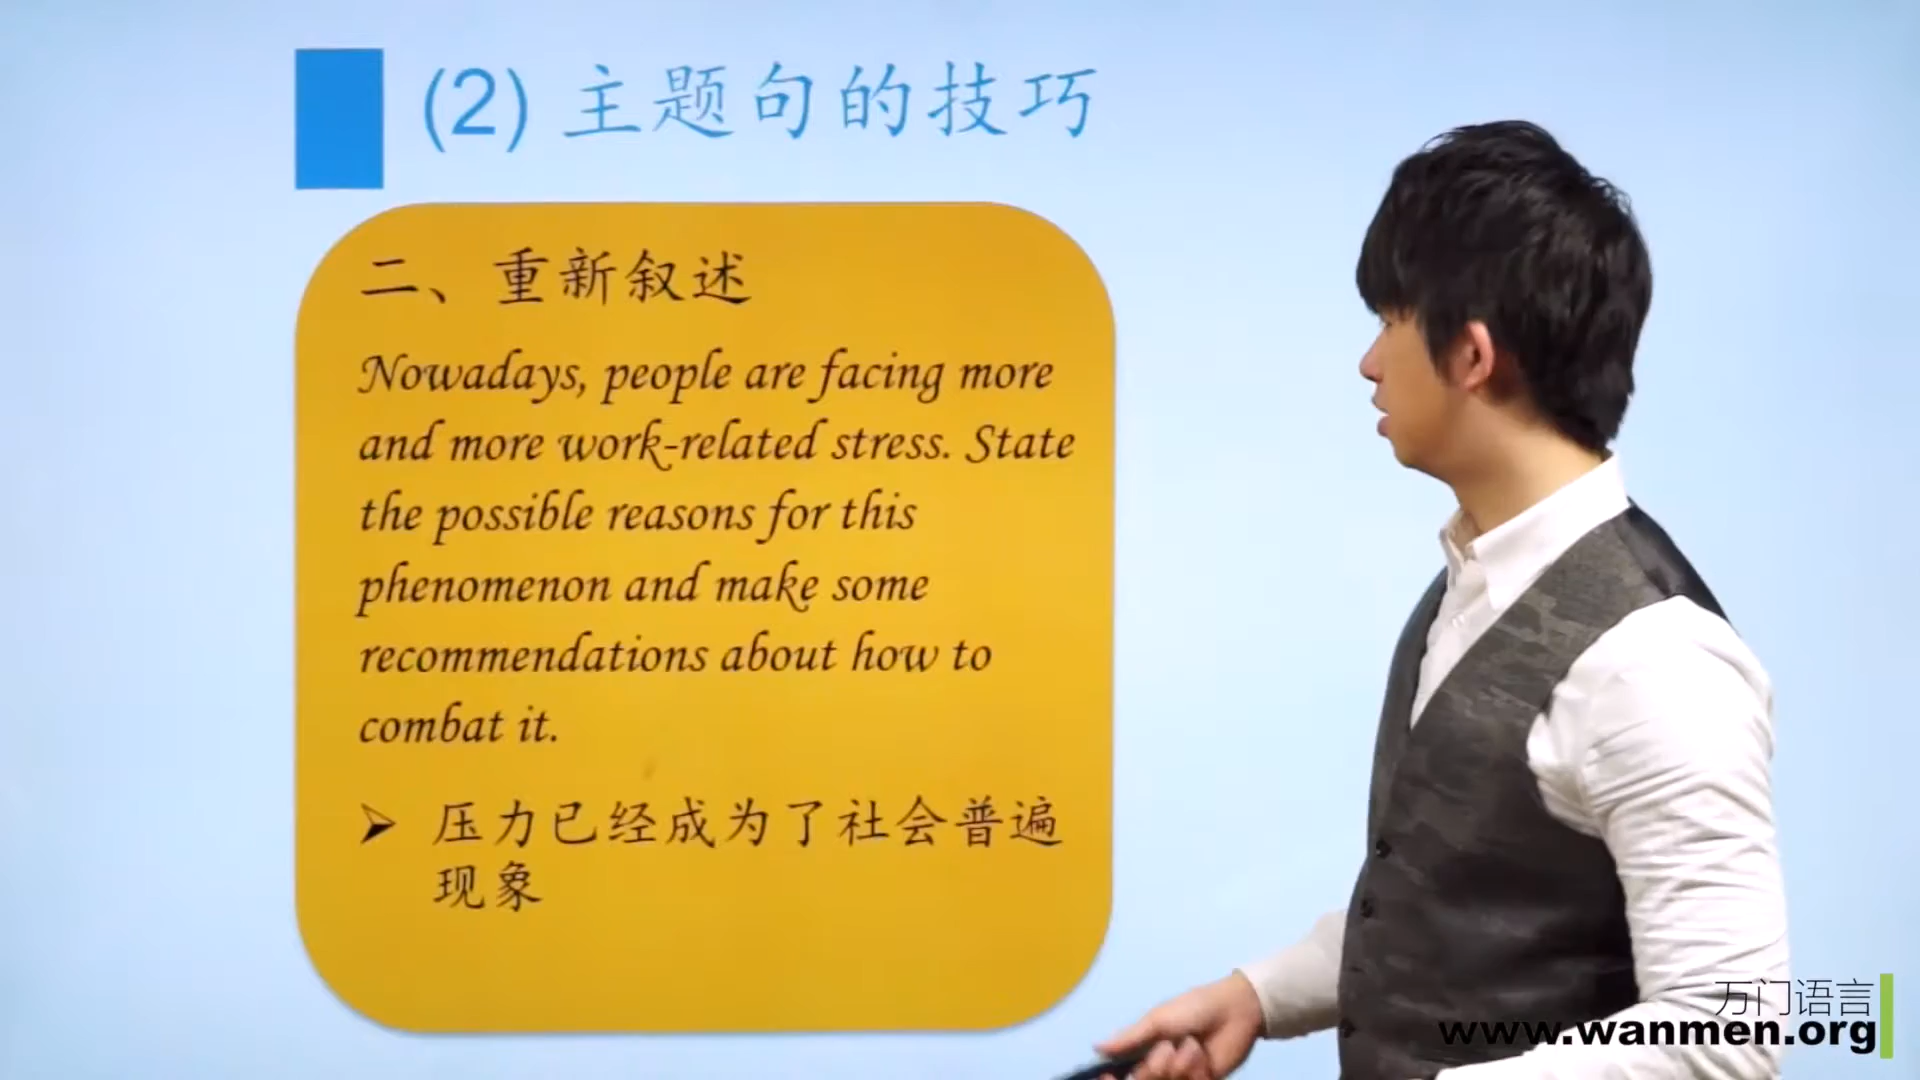 (2) 主题句的技巧
二、重新叙述
Nowadays, people are facing more
and more work-related stress. State
the possible reasons for this
phenomenon and make some
recommendations about how to
combat it.
➢ 压力已经成为了社会普遍
现象
万门语言
www.wanmen.org